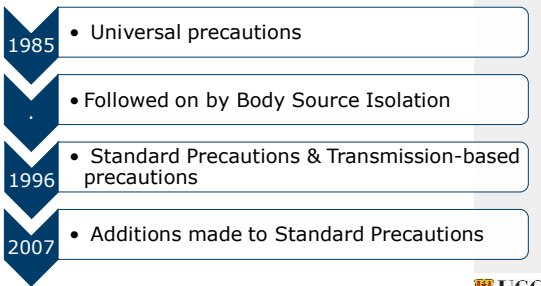 1985
• Universal precautions
.
• Followed on by Body Source Isolation
1996
• Standard Precautions & Transmission-based
precautions
2007
• Additions made to Standard Precautions